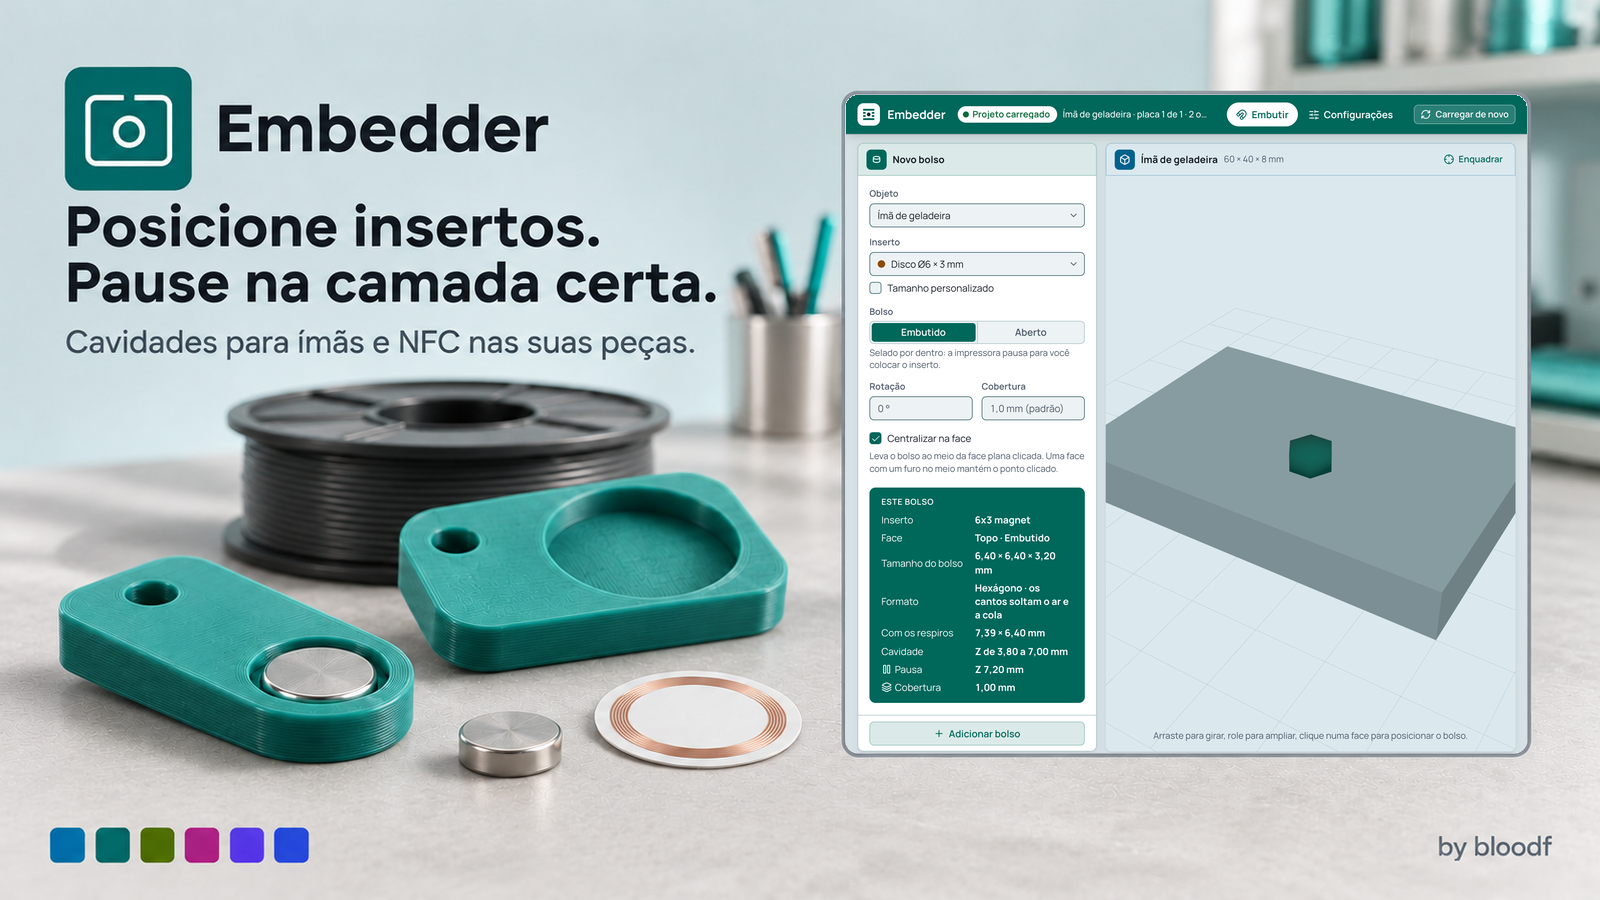 Embedder
Posicione insertos.
Pause na camada certa.
Cavidades para ímãs e NFC nas suas peças.
Embedder
Projeto carregado
Ímã de geladeira · placa 1 de 1 · 2 o...
Embutir
Configurações
Carregar de novo
Novo bolso
Objeto
Ímã de geladeira
Inserto
Disco Ø6 × 3 mm
Tamanho personalizado
Bolso
Embutido
Aberto
Selado por dentro: a impressora pausa para você
colocar o inserto.
Rotação
Cobertura
0 °
1,0 mm (padrão)
Centralizar na face
Leva o bolso ao meio da face plana clicada. Uma face
com um furo no meio mantém o ponto clicado.
ESTE BOLSO
Inserto 6x3 magnet
Face Topo · Embutido
Tamanho do bolso 6,40 × 6,40 × 3,20
mm
Formato Hexágono · os
cantos soltam o ar e
a cola
Com os respiros 7,39 × 6,40 mm
Cavidade Z de 3,80 a 7,00 mm
Pausa Z 7,20 mm
Cobertura 1,00 mm
+ Adicionar bolso
Ímã de geladeira 60 × 40 × 8 mm
Enquadrar
Arraste para girar, role para ampliar, clique numa face para posicionar o bolso.
by bloodf